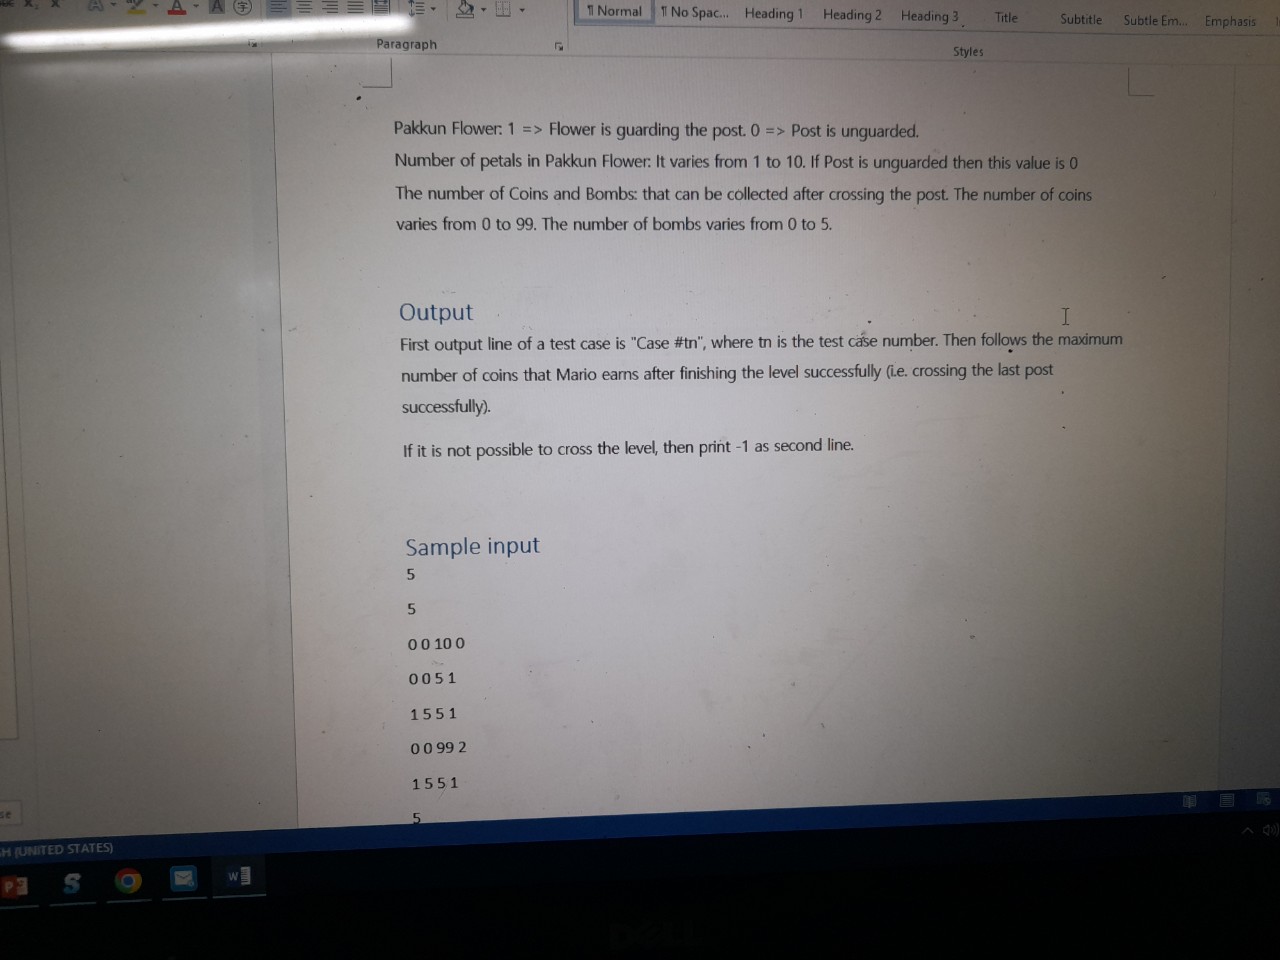 ¶ Normal ¶ No Spac... Heading 1 Heading 2 Heading 3 Title Subtitle Subtle Em... Emphasis
Paragraph Styles
Pakkun Flower: 1 => Flower is guarding the post. 0 => Post is unguarded.
Number of petals in Pakkun Flower: It varies from 1 to 10. If Post is unguarded then this value is 0
The number of Coins and Bombs: that can be collected after crossing the post. The number of coins
varies from 0 to 99. The number of bombs varies from 0 to 5.
Output
First output line of a test case is "Case #tn", where tn is the test case number. Then follows the maximum
number of coins that Mario earns after finishing the level successfully (i.e. crossing the last post
successfully).
If it is not possible to cross the level, then print -1 as second line.
Sample input
5
5
0 0 10 0
0 0 5 1
1 5 5 1
0 0 99 2
1 5 5 1
5
se
H (UNITED STATES)
P3 S W
DELL